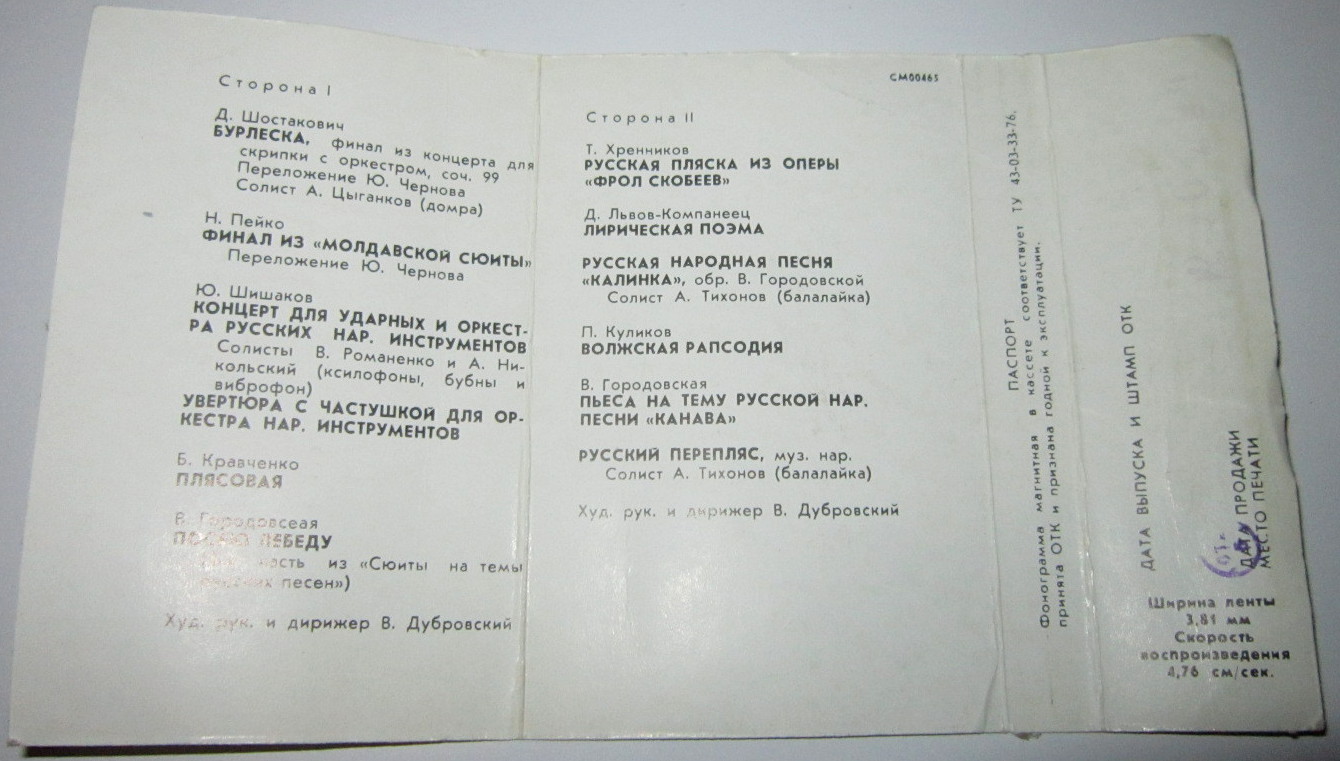 Сторона I
Д. Шостакович
БУРЛЕСКА, финал из концерта для
скрипки с оркестром, соч. 99
Переложение Ю. Чернова
Солист А. Цыганков (домра)
Н. Пейко
ФИНАЛ ИЗ «МОЛДАВСКОЙ СЮИТЫ»
Переложение Ю. Чернова
Ю. Шишаков
КОНЦЕРТ ДЛЯ УДАРНЫХ И ОРКЕСТ-
РА РУССКИХ НАР. ИНСТРУМЕНТОВ
Солисты В. Романенко и А. Ни-
кольский (ксилофоны, бубны и
виброфон)
УВЕРТЮРА С ЧАСТУШКОЙ ДЛЯ ОР-
КЕСТРА НАР. ИНСТРУМЕНТОВ
Б. Кравченко
ПЛЯСОВАЯ
В. Городовсеая
ЛЕБЕДУ
из «Сюиты на темы
песен»)
Худ. рук. и дирижер В. Дубровский
СМ00465
Сторона II
Т. Хренников
РУССКАЯ ПЛЯСКА ИЗ ОПЕРЫ
«ФРОЛ СКОБЕЕВ»
Д. Львов-Компанеец
ЛИРИЧЕСКАЯ ПОЭМА
РУССКАЯ НАРОДНАЯ ПЕСНЯ
«КАЛИНКА», обр. В. Городовской
Солист А. Тихонов (балалайка)
П. Куликов
ВОЛЖСКАЯ РАПСОДИЯ
В. Городовская
ПЬЕСА НА ТЕМУ РУССКОЙ НАР.
ПЕСНИ «КАНАВА»
РУССКИЙ ПЕРЕПЛЯС, муз. нар.
Солист А. Тихонов (балалайка)
Худ. рук. и дирижер В. Дубровский
ПАСПОРТ
Фонограмма магнитная в кассете соответствует ТУ 43-03-33-76,
принята ОТК и признана годной к эксплуатации.
ДАТА ВЫПУСКА И ШТАМП ОТК
ДАТА ПРОДАЖИ
МЕСТО ПЕЧАТИ
Ширина ленты
3,81 мм
Скорость
воспроизведения
4,76 см/сек.